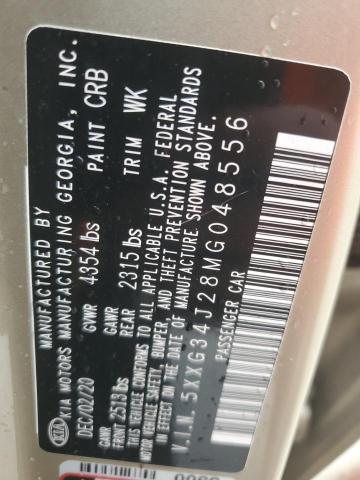 MANUFACTURED BY
KIA KIA MOTORS MANUFACTURING GEORGIA, INC.
DEC/02/20 GVWR 4354 lbs PAINT CRB
GAWR
FRONT 2513 lbs REAR 2315 lbs TRIM WK
THIS VEHICLE CONFORMS TO ALL APPLICABLE U.S.A. FEDERAL
MOTOR VEHICLE SAFETY, BUMPER, AND THEFT PREVENTION STANDARDS
IN EFFECT ON THE DATE OF MANUFACTURE SHOWN ABOVE.
V.I.N. 5XXG34J28MG048556
PASSENGER CAR